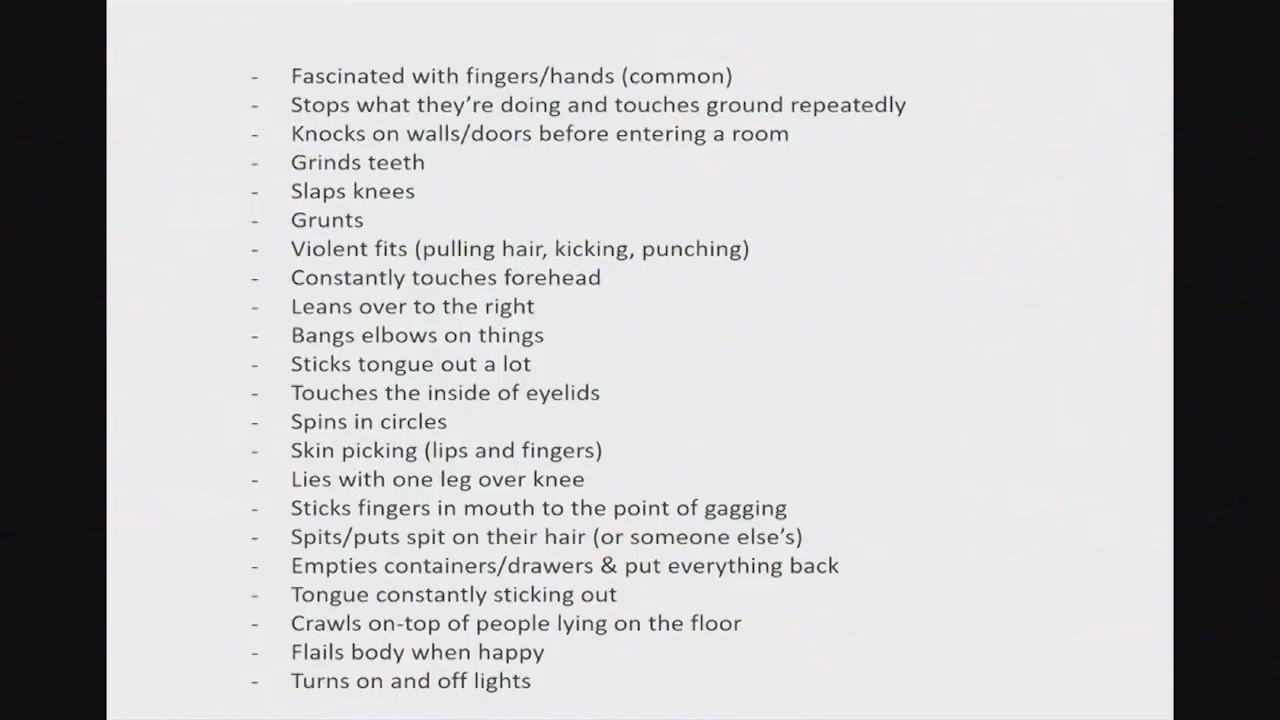 - Fascinated with fingers/hands (common)
- Stops what they’re doing and touches ground repeatedly
- Knocks on walls/doors before entering a room
- Grinds teeth
- Slaps knees
- Grunts
- Violent fits (pulling hair, kicking, punching)
- Constantly touches forehead
- Leans over to the right
- Bangs elbows on things
- Sticks tongue out a lot
- Touches the inside of eyelids
- Spins in circles
- Skin picking (lips and fingers)
- Lies with one leg over knee
- Sticks fingers in mouth to the point of gagging
- Spits/puts spit on their hair (or someone else’s)
- Empties containers/drawers & put everything back
- Tongue constantly sticking out
- Crawls on-top of people lying on the floor
- Flails body when happy
- Turns on and off lights